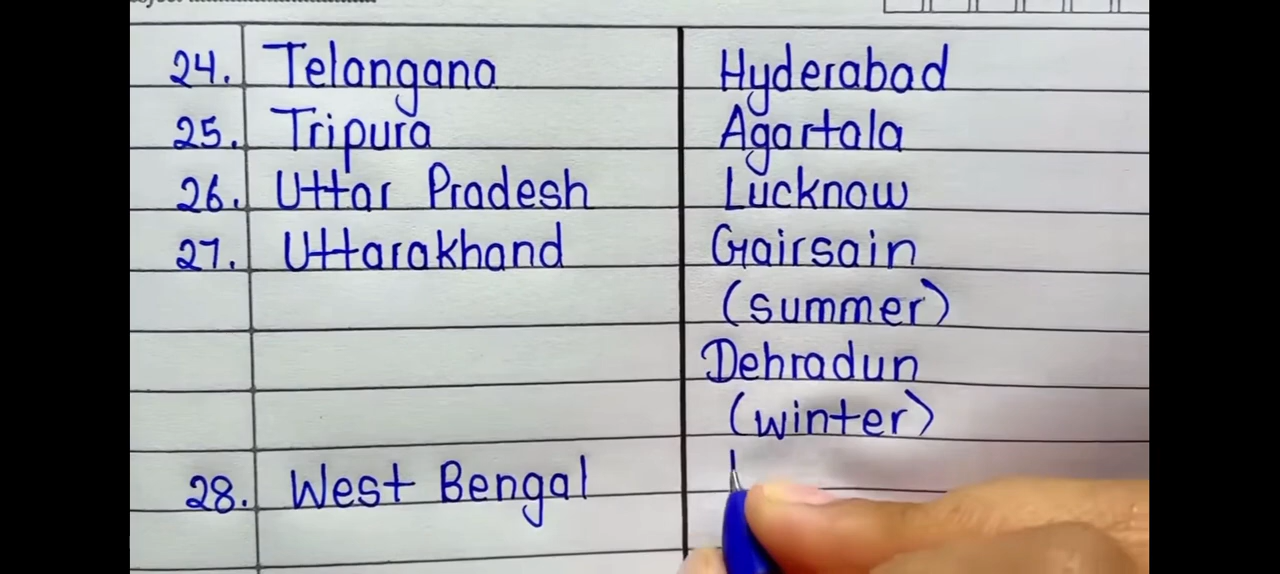 24. Telangana Hyderabad
25. Tripura Agartala
26. Uttar Pradesh Lucknow
27. Uttarakhand Gairsain
(summer)
Dehradun
(winter)
28. West Bengal